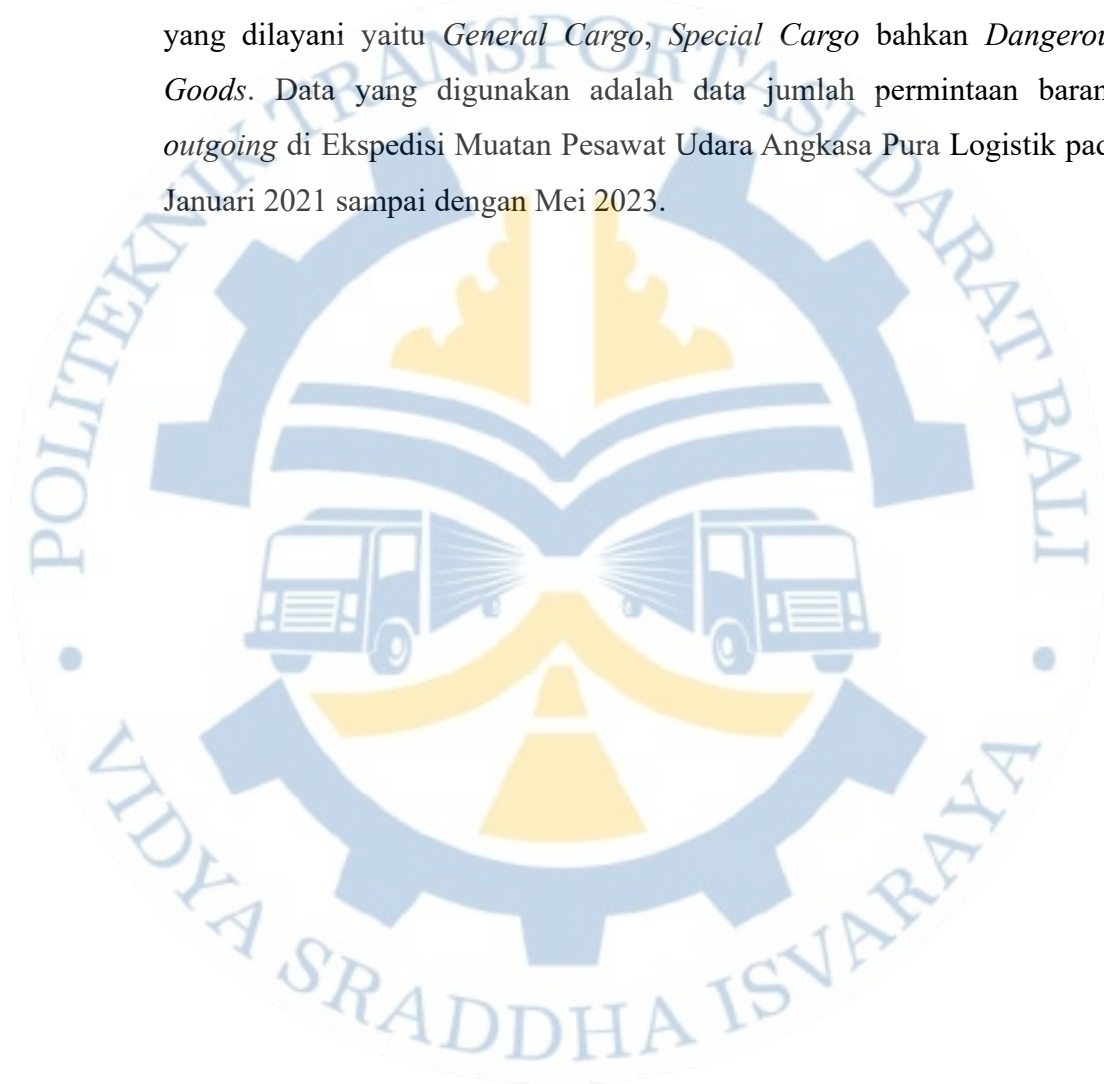 yang dilayani yaitu General Cargo, Special Cargo bahkan Dangerou
Goods. Data yang digunakan adalah data jumlah permintaan baran
outgoing di Ekspedisi Muatan Pesawat Udara Angkasa Pura Logistik pad
Januari 2021 sampai dengan Mei 2023.
POLITEKNIK TRANSPORTASI DARAT BALI
VIDYA SRADDHA ISVARAYA